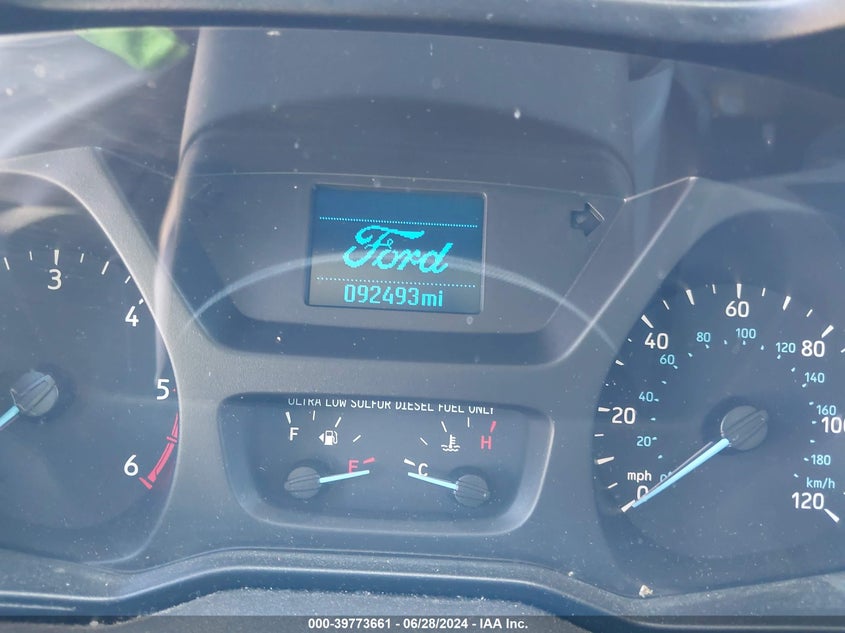 Ford
092493mi
3
4
5
6
ULTRA LOW SULFUR DIESEL FUEL ONLY
F
E
C
H
mph
0
20
40
60
80
100
120
20
40
60
80
100
120
140
160
180
km/h
000-39773661 - 06/28/2024 - IAA Inc.